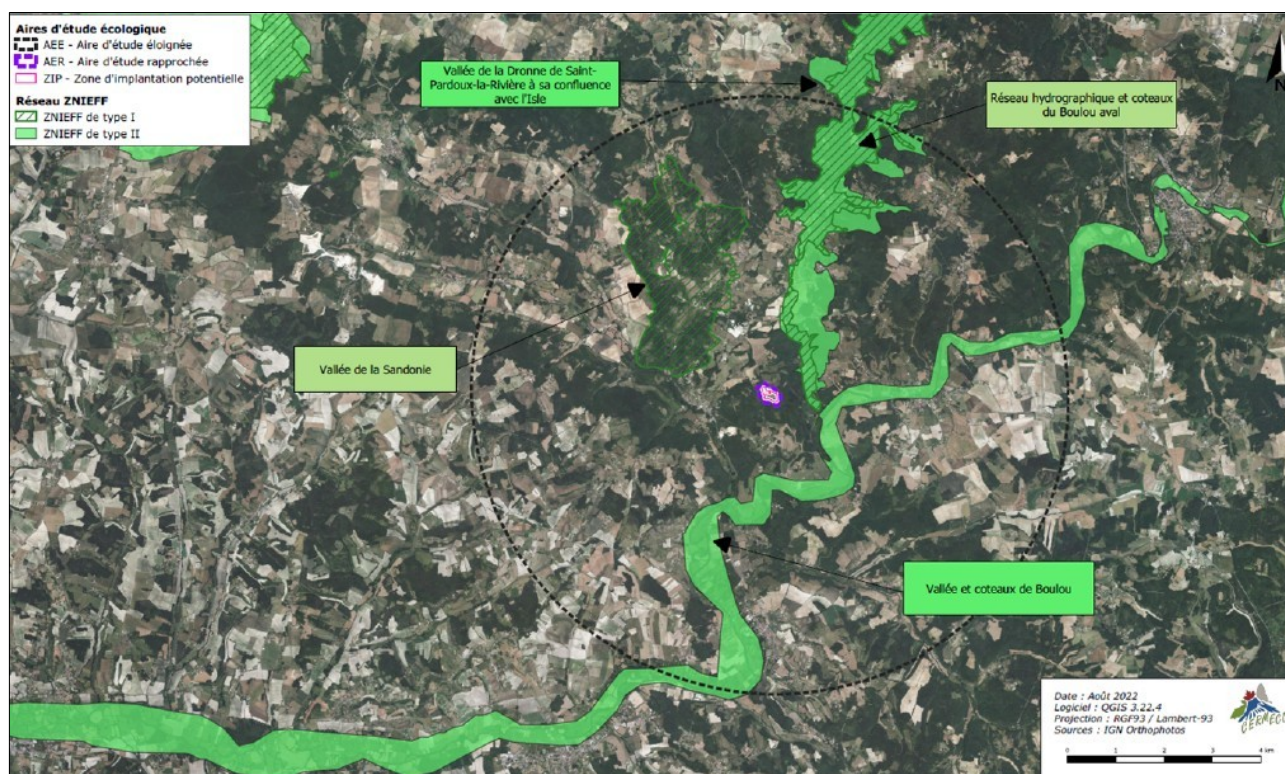 Aires d'étude écologique
AEE - Aire d'étude éloignée
AER - Aire d'étude rapprochée
ZIP - Zone d'implantation potentielle
Réseau ZNIEFF
ZNIEFF de type I
ZNIEFF de type II
Vallée de la Dronne de Saint-
Pardoux-la-Rivière à sa confluence
avec l'Isle
Réseau hydrographique et coteaux
du Boulou aval
N
Vallée de la Sandonie
Vallée et coteaux de Boulou
Date : Août 2022
Logiciel : QGIS 3.22.4
Projection : RGF93 / Lambert-93
Sources : IGN Orthophotos
CERMECO
0 1 2 3 4 km